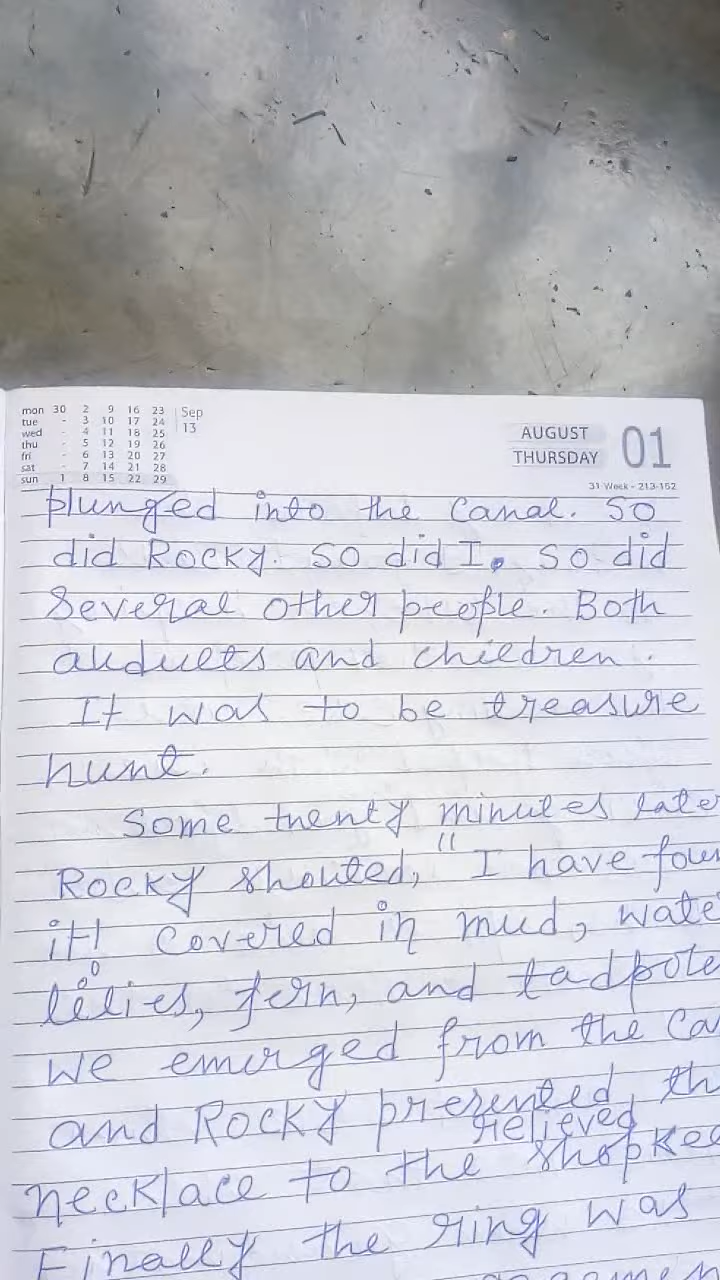 mon 30 2 9 16 23 Sep
tue - 3 10 17 24 13
wed - 4 11 18 25
thu - 5 12 19 26
fri - 6 13 20 27
sat - 7 14 21 28
sun 1 8 15 22 29
AUGUST 01
THURSDAY
31 Week - 213-152
plunged into the canal. so
did Rocky. so did I. so did
several other people. Both
auduelts and children.
It was to be treasure
hunt.
Some twenty minutes late
Rocky shouted, "I have fou
it! covered in mud, wate
lilies, fern, and tadpole
we emerged from the ca
and Rocky presented, th
relieved
necklace to the shopkee
Finally the ring was